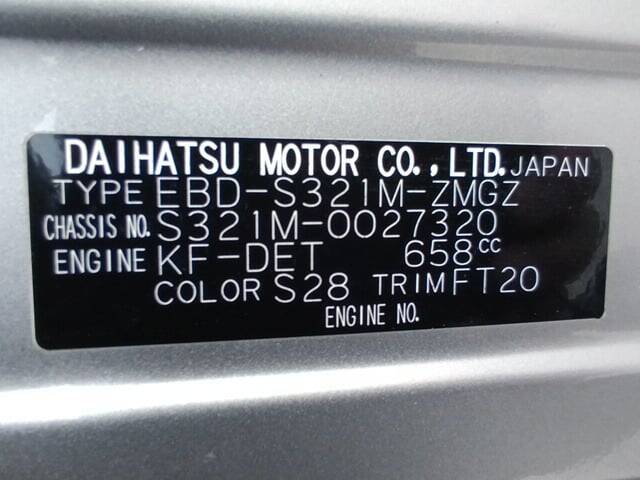 DAIHATSU MOTOR CO.,LTD. JAPAN
TYPE EBD-S321M-ZMGZ
CHASSIS NO. S321M-0027320
ENGINE KF-DET 658CC
COLOR S28 TRIM FT20
ENGINE NO.